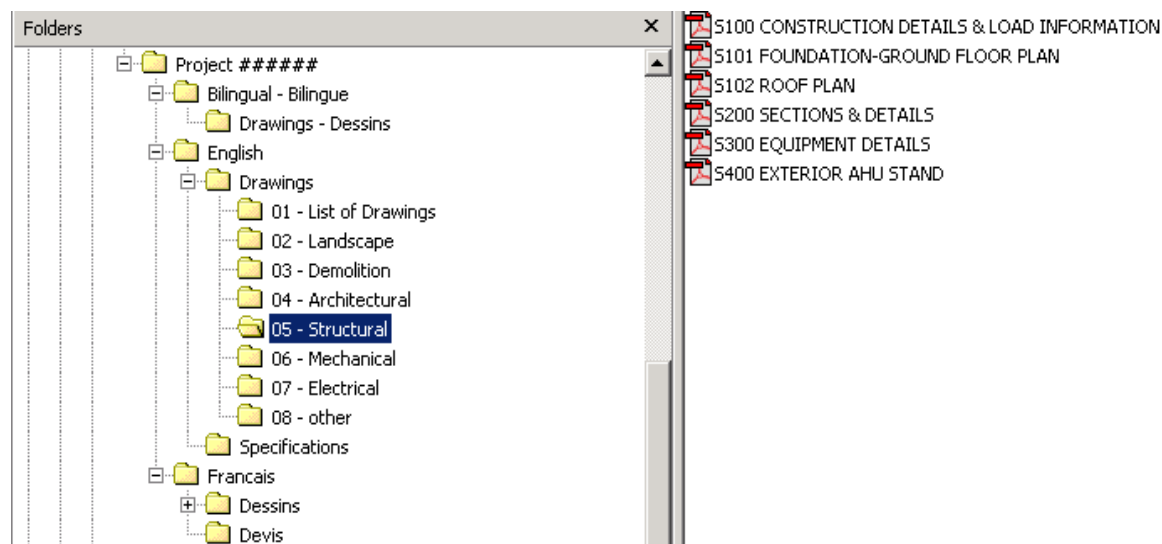 Folders
Project ######
Bilingual - Bilingue
Drawings - Dessins
English
Drawings
01 - List of Drawings
02 - Landscape
03 - Demolition
04 - Architectural
05 - Structural
06 - Mechanical
07 - Electrical
08 - other
Specifications
Francais
Dessins
Devis
S100 CONSTRUCTION DETAILS & LOAD INFORMATION
S101 FOUNDATION-GROUND FLOOR PLAN
S102 ROOF PLAN
S200 SECTIONS & DETAILS
S300 EQUIPMENT DETAILS
S400 EXTERIOR AHU STAND